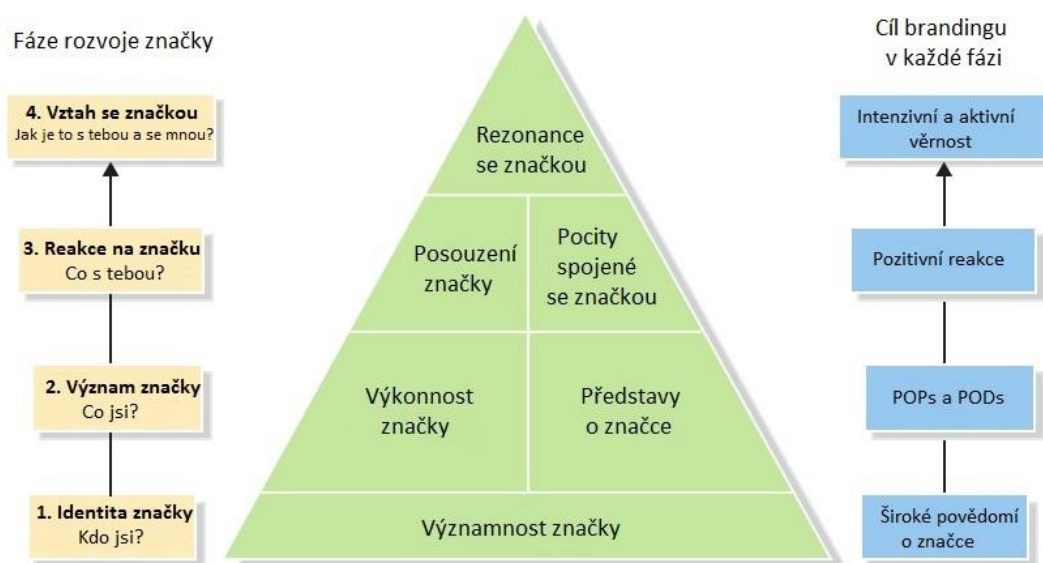 Fáze rozvoje značky
4. Vztah se značkou
Jak je to s tebou a se mnou?
3. Reakce na značku
Co s tebou?
2. Význam značky
Co jsi?
1. Identita značky
Kdo jsi?
Rezonance
se značkou
Posouzení
značky
Pocity
spojené
se značkou
Výkonnost
značky
Představy
o značce
Významnost značky
Cíl brandingu
v každé fázi
Intenzivní a aktivní
věrnost
Pozitivní reakce
POPs a PODs
Široké povědomí
o značce